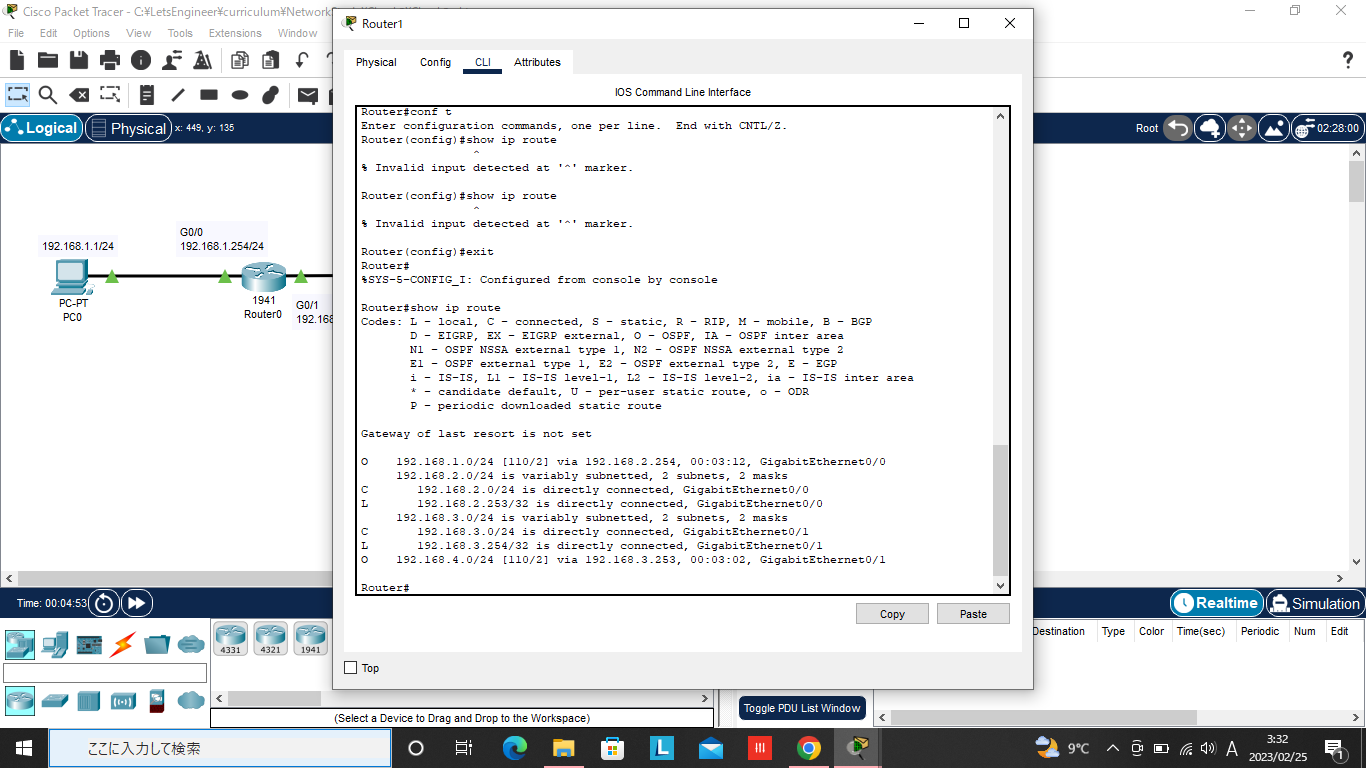 Cisco Packet Tracer - C:¥LetsEngineer¥curriculum¥Network
File Edit Options View Tools Extensions Window
Logical
Physical
x: 449, y: 135
Root
02:28:00
192.168.1.1/24
G0/0
192.168.1.254/24
PC-PT
PC0
1941
Router0
G0/1
192.168
Router1
Physical Config CLI Attributes
IOS Command Line Interface
Router#conf t
Enter configuration commands, one per line.  End with CNTL/Z.
Router(config)#show ip route
^
% Invalid input detected at '^' marker.
Router(config)#show ip route
^
% Invalid input detected at '^' marker.
Router(config)#exit
Router#
%SYS-5-CONFIG_I: Configured from console by console
Router#show ip route
Codes: L - local, C - connected, S - static, R - RIP, M - mobile, B - BGP
D - EIGRP, EX - EIGRP external, O - OSPF, IA - OSPF inter area
N1 - OSPF NSSA external type 1, N2 - OSPF NSSA external type 2
E1 - OSPF external type 1, E2 - OSPF external type 2, E - EGP
i - IS-IS, L1 - IS-IS level-1, L2 - IS-IS level-2, ia - IS-IS inter area
* - candidate default, U - per-user static route, o - ODR
P - periodic downloaded static route
Gateway of last resort is not set
O    192.168.1.0/24 [110/2] via 192.168.2.254, 00:03:12, GigabitEthernet0/0
192.168.2.0/24 is variably subnetted, 2 subnets, 2 masks
C       192.168.2.0/24 is directly connected, GigabitEthernet0/0
L       192.168.2.253/32 is directly connected, GigabitEthernet0/0
192.168.3.0/24 is variably subnetted, 2 subnets, 2 masks
C       192.168.3.0/24 is directly connected, GigabitEthernet0/1
L       192.168.3.254/32 is directly connected, GigabitEthernet0/1
O    192.168.4.0/24 [110/2] via 192.168.3.253, 00:03:02, GigabitEthernet0/1
Router#
Copy Paste
Top
Time: 00:04:53
Realtime
Simulation
4331 4321 1941
(Select a Device to Drag and Drop to the Workspace)
Destination Type Color Time(sec) Periodic Num Edit
Toggle PDU List Window
ここに入力して検索
L
9°C
A
3:32
2023/02/25
1